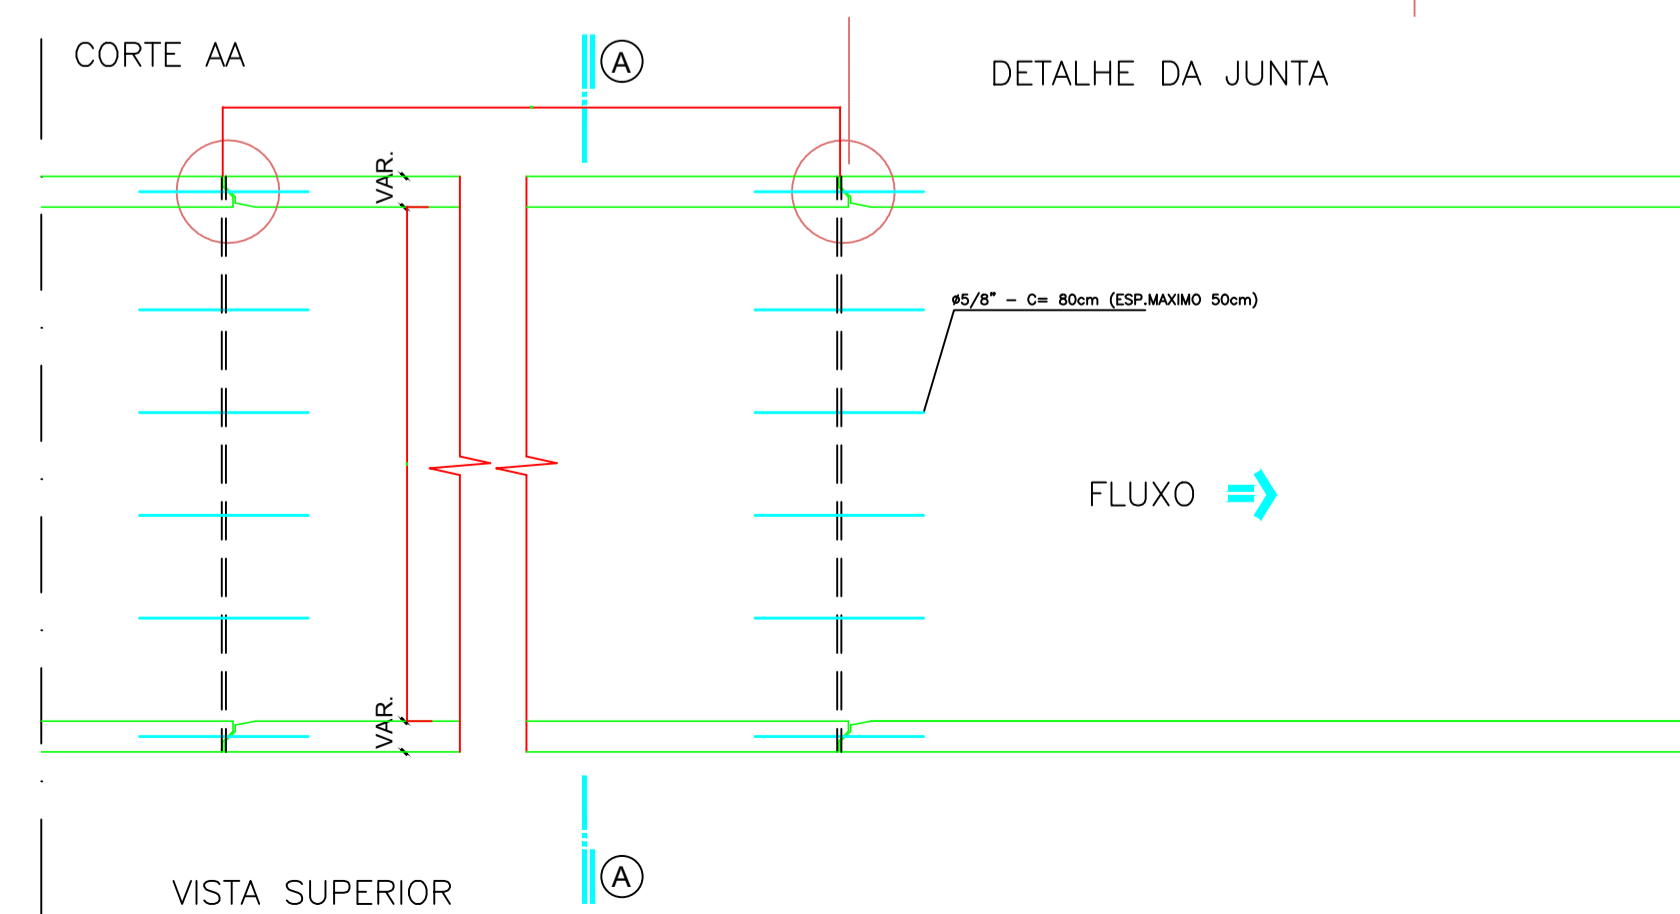 CORTE AA
A
DETALHE DA JUNTA
VAR.
ø5/8" - C= 80cm (ESP.MAXIMO 50cm)
FLUXO
VAR.
A
VISTA SUPERIOR